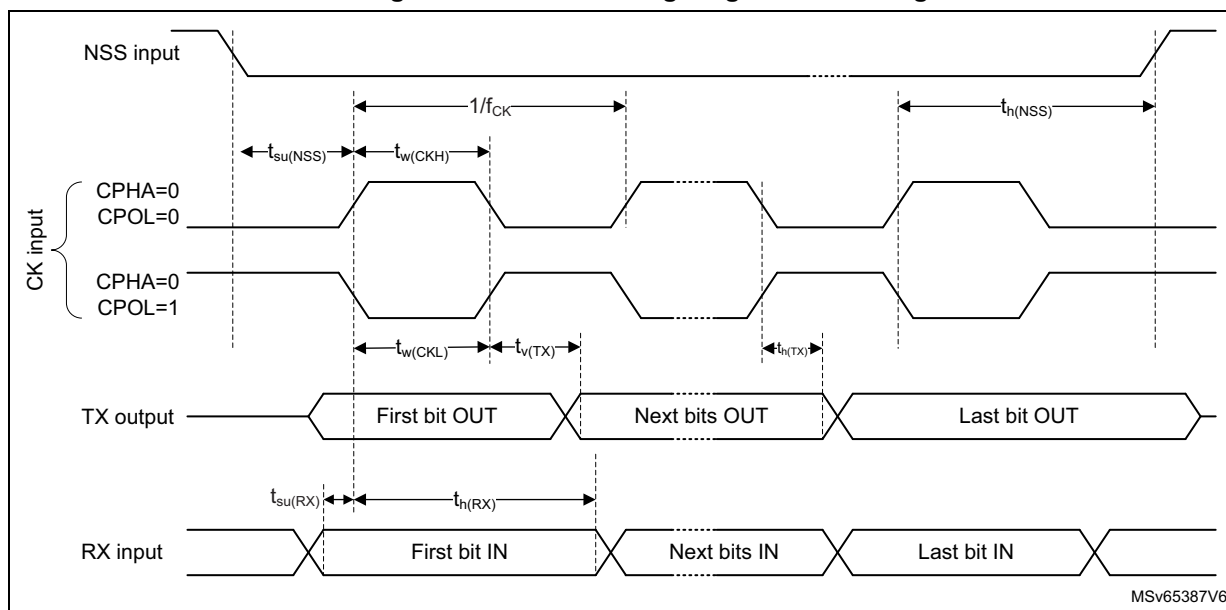 NSS input
1/fCK
th(NSS)
tsu(NSS)
tw(CKH)
CK input
CPHA=0
CPOL=0
CPHA=0
CPOL=1
tw(CKL)
tv(TX)
th(TX)
TX output
First bit OUT
Next bits OUT
Last bit OUT
tsu(RX)
th(RX)
RX input
First bit IN
Next bits IN
Last bit IN
MSv65387V6